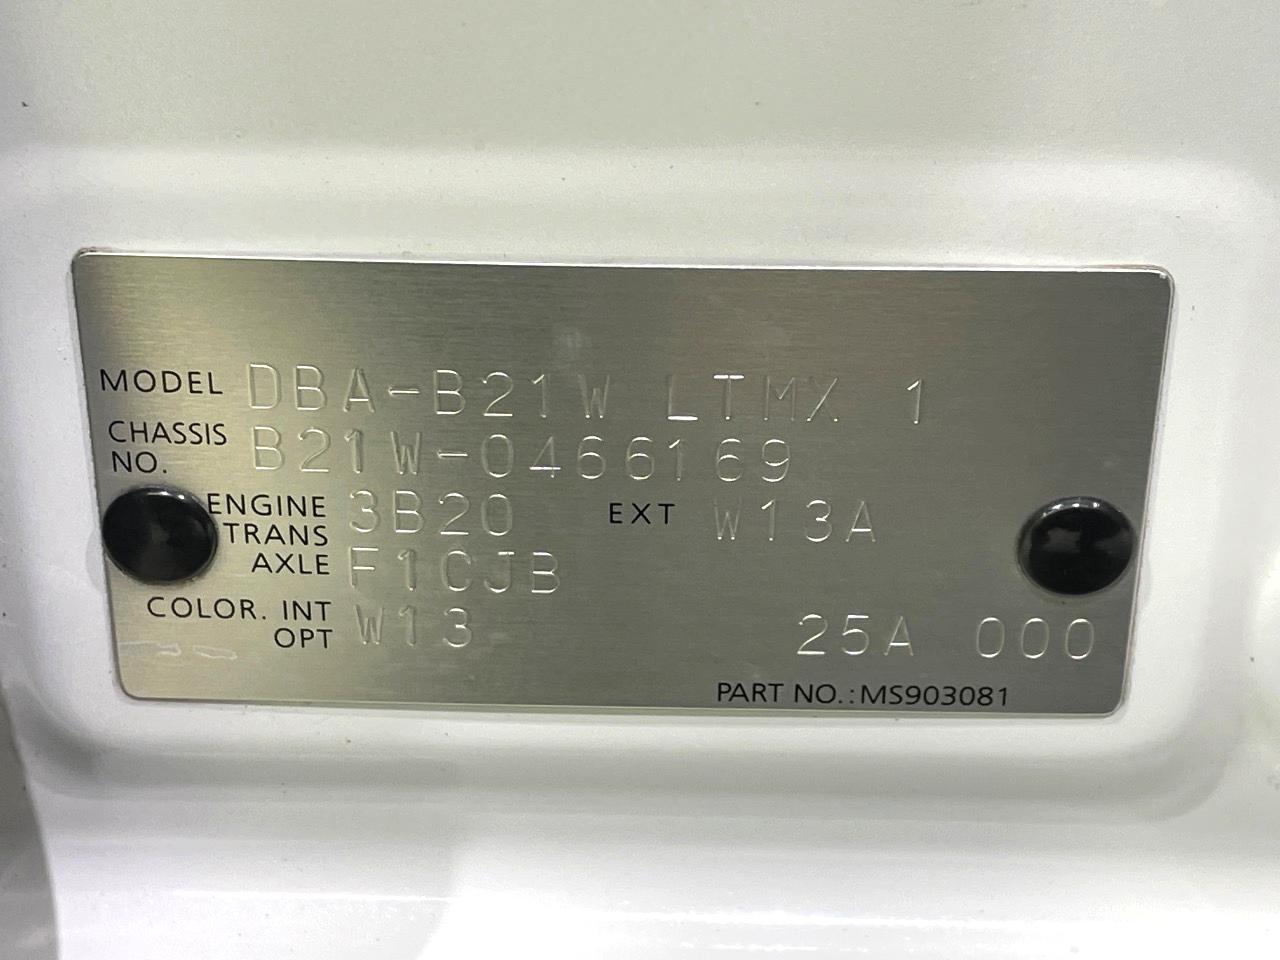 MODEL DBA-B21W LTMX 1
CHASSIS NO. B21W-0466169
ENGINE 3B20 EXT W13A
TRANS AXLE F1CJB
COLOR. INT OPT W13 25A 000
PART NO.:MS903081